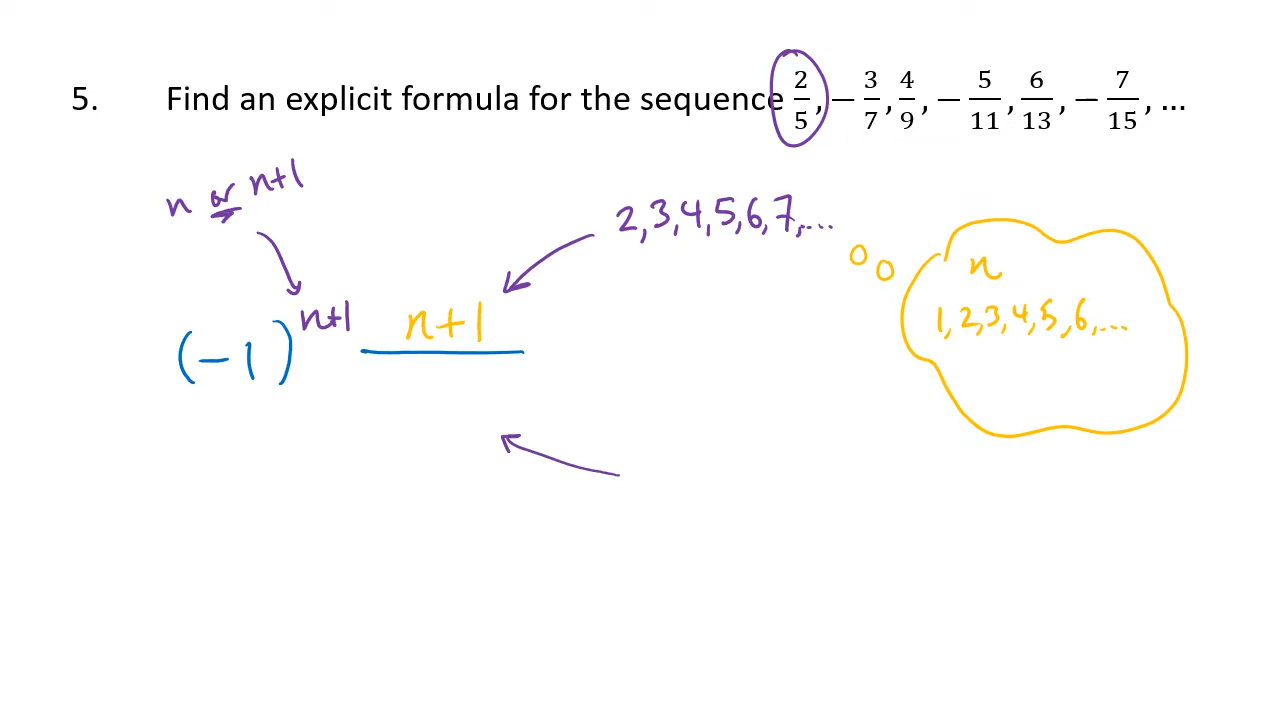 5. Find an explicit formula for the sequence 2/5, −3/7, 4/9, −5/11, 6/13, −7/15, ...
n or n+1
2,3,4,5,6,7,...
n
1,2,3,4,5,6,...
(-1)^(n+1) n+1